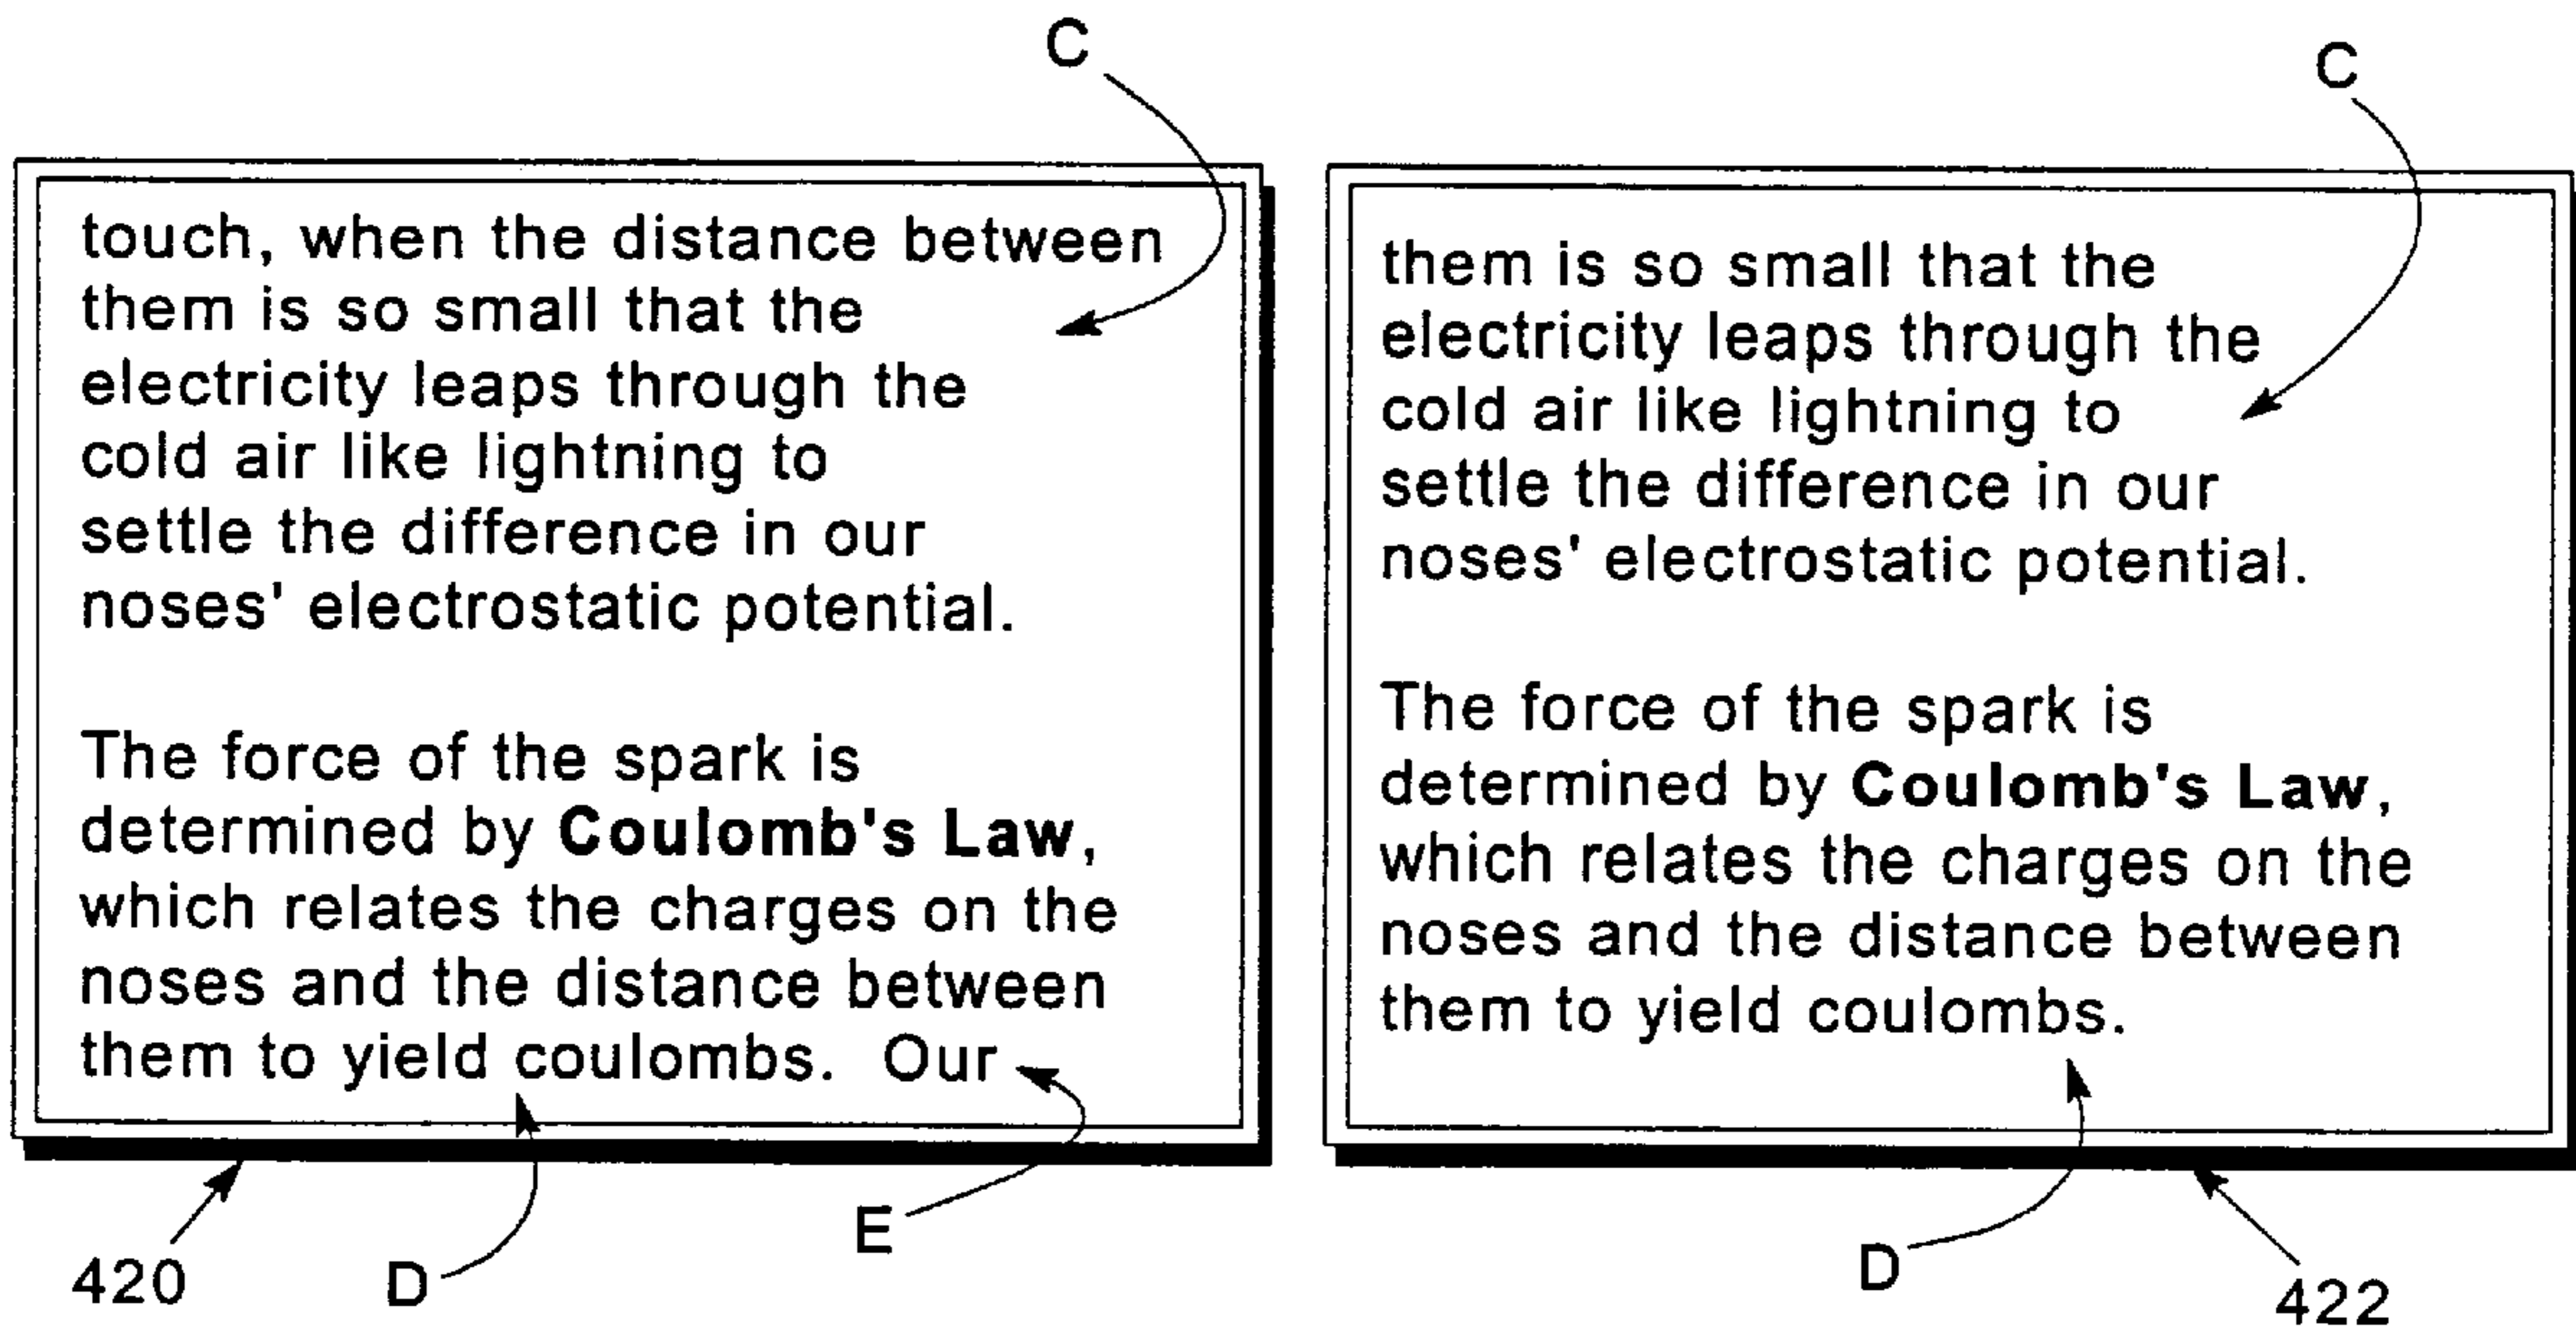 C
touch, when the distance between
them is so small that the
electricity leaps through the
cold air like lightning to
settle the difference in our
noses' electrostatic potential.
The force of the spark is
determined by Coulomb's Law,
which relates the charges on the
noses and the distance between
them to yield coulombs.  Our
420
D
E
C
them is so small that the
electricity leaps through the
cold air like lightning to
settle the difference in our
noses' electrostatic potential.
The force of the spark is
determined by Coulomb's Law,
which relates the charges on the
noses and the distance between
them to yield coulombs.
D
422